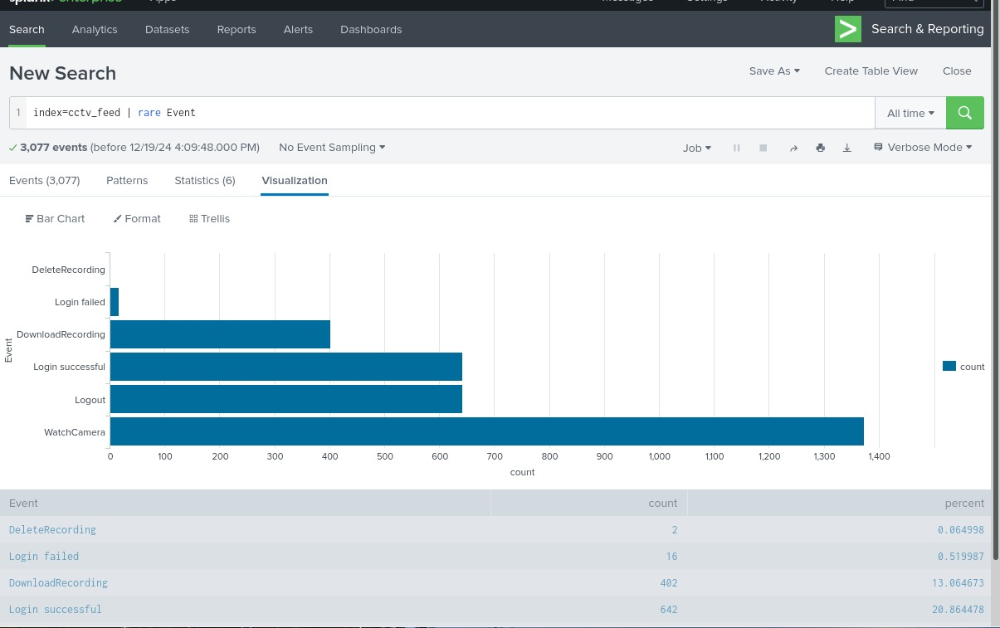 Search Analytics Datasets Reports Alerts Dashboards > Search & Reporting
New Search
Save As Create Table View Close
1 index=cctv_feed | rare Event All time
✓ 3,077 events (before 12/19/24 4:09:48.000 PM) No Event Sampling Job Verbose Mode
Events (3,077) Patterns Statistics (6) Visualization
Bar Chart Format Trellis
DeleteRecording
Login failed
DownloadRecording
Login successful
Logout
WatchCamera
Event
0 100 200 300 400 500 600 700 800 900 1,000 1,100 1,200 1,300 1,400
count
count
Event count percent
DeleteRecording 2 0.064998
Login failed 16 0.519987
DownloadRecording 402 13.064673
Login successful 642 20.864478